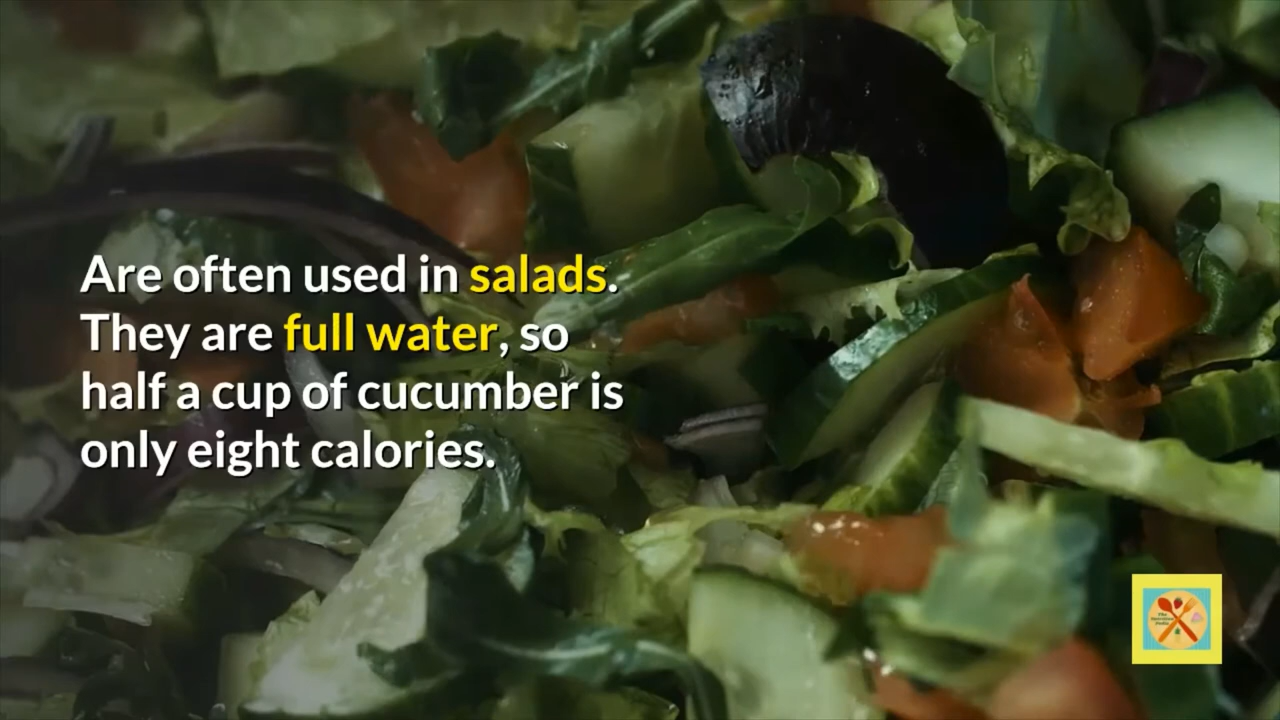 Are often used in salads.
They are full water, so
half a cup of cucumber is
only eight calories.